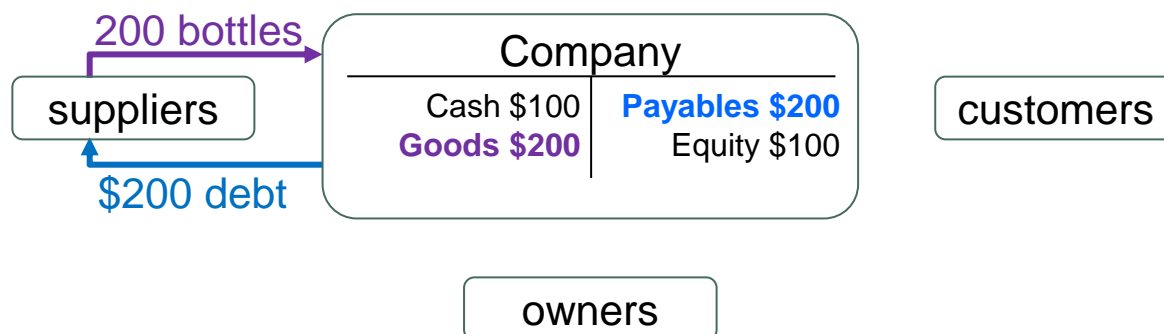 200 bottles
Company
suppliers
Cash $100
Payables $200
customers
Goods $200
Equity $100
$200 debt
owners